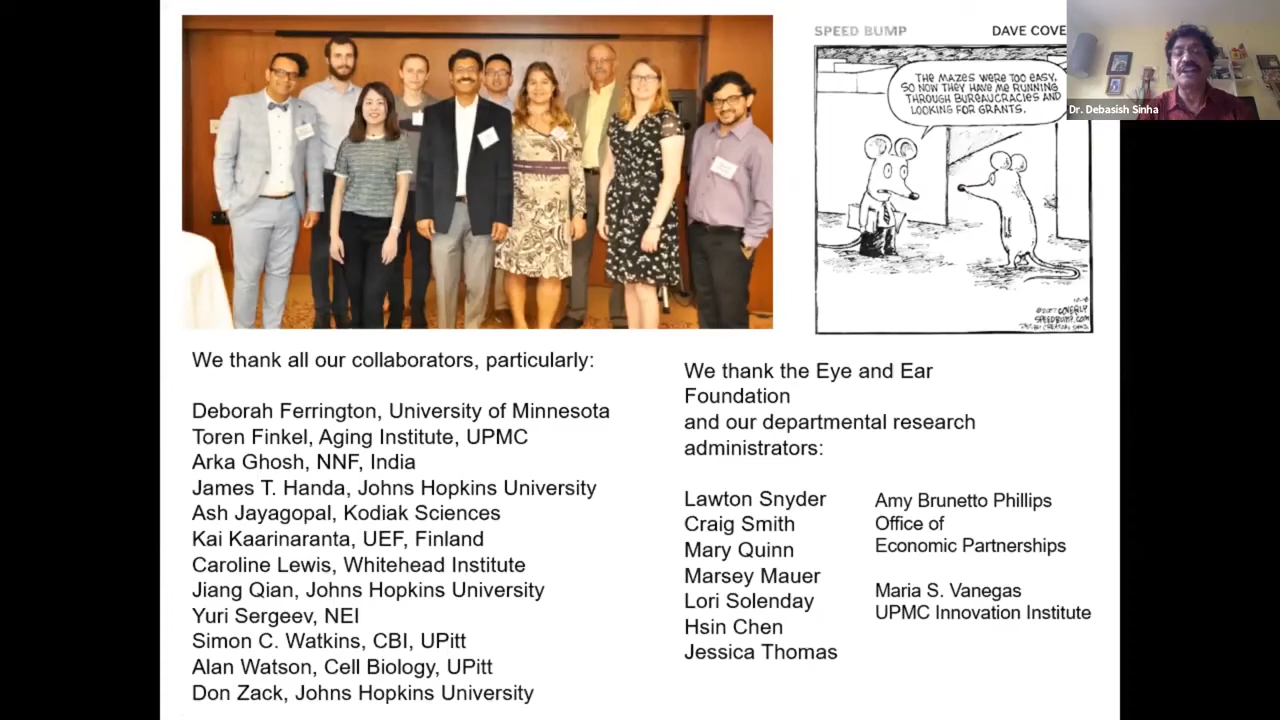 SPEED BUMP
DAVE COVE
THE MAZES WERE TOO EASY,
SO NOW THEY HAVE ME RUNNING
THROUGH BUREAUCRACIES AND
LOOKING FOR GRANTS.
SPEEDBUMP.COM
Dr. Debasish Sinha
We thank all our collaborators, particularly:
Deborah Ferrington, University of Minnesota
Toren Finkel, Aging Institute, UPMC
Arka Ghosh, NNF, India
James T. Handa, Johns Hopkins University
Ash Jayagopal, Kodiak Sciences
Kai Kaarinaranta, UEF, Finland
Caroline Lewis, Whitehead Institute
Jiang Qian, Johns Hopkins University
Yuri Sergeev, NEI
Simon C. Watkins, CBI, UPitt
Alan Watson, Cell Biology, UPitt
Don Zack, Johns Hopkins University
We thank the Eye and Ear
Foundation
and our departmental research
administrators:
Lawton Snyder
Craig Smith
Mary Quinn
Marsey Mauer
Lori Solenday
Hsin Chen
Jessica Thomas
Amy Brunetto Phillips
Office of
Economic Partnerships
Maria S. Vanegas
UPMC Innovation Institute